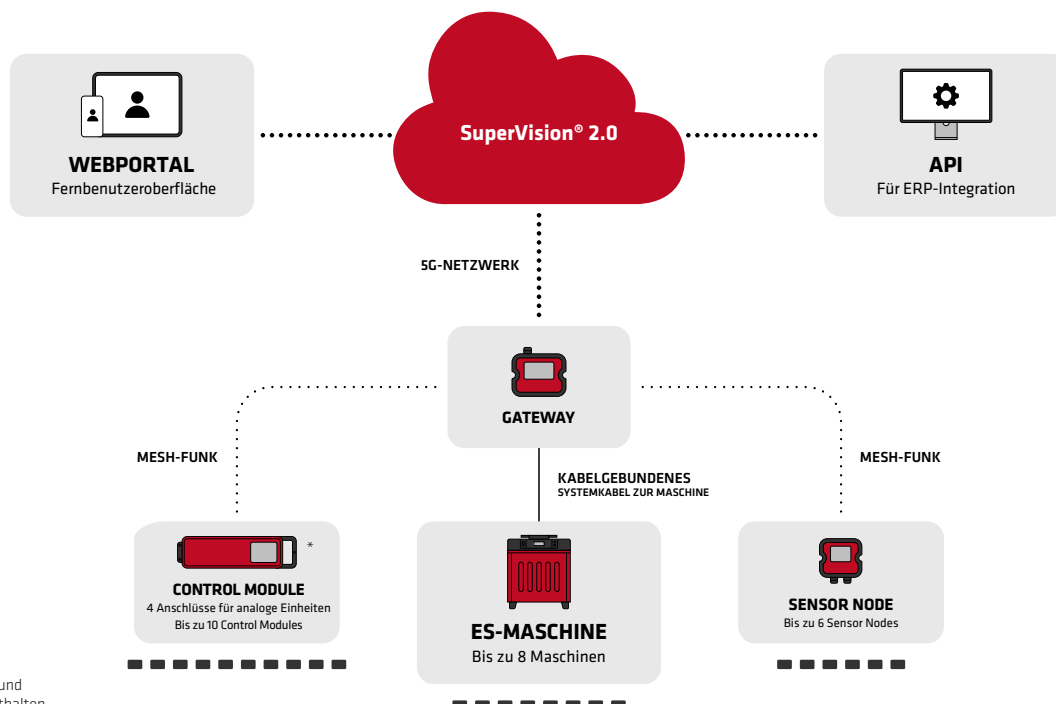 SuperVision® 2.0
WEBPORTAL
Fernbenutzeroberfläche
API
Für ERP-Integration
5G-NETZWERK
GATEWAY
MESH-FUNK
KABELGEBUNDENES
SYSTEMKABEL ZUR MASCHINE
MESH-FUNK
*
CONTROL MODULE
4 Anschlüsse für analoge Einheiten
Bis zu 10 Control Modules
ES-MASCHINE
Bis zu 8 Maschinen
SENSOR NODE
Bis zu 6 Sensor Nodes
und